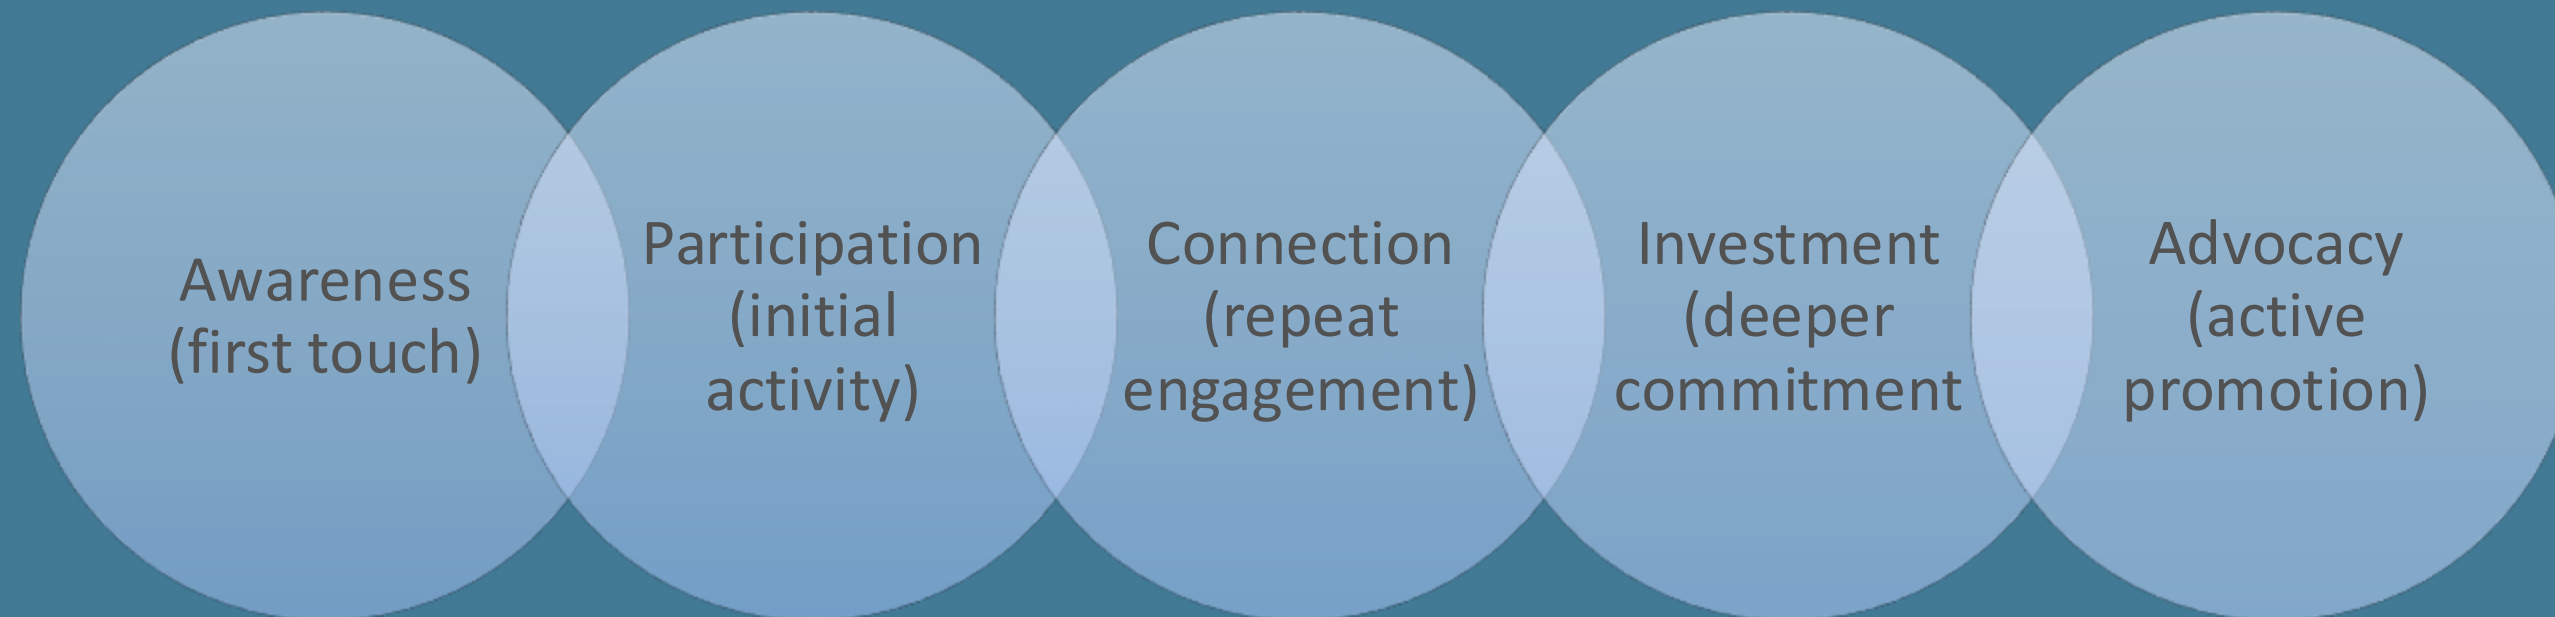 Awareness
(first touch)
Participation
(initial
activity)
Connection
(repeat
engagement)
Investment
(deeper
commitment
Advocacy
(active
promotion)